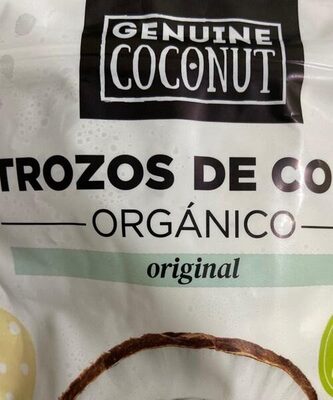 GENUINE
COCONUT
TROZOS DE CO
ORGÁNICO
original